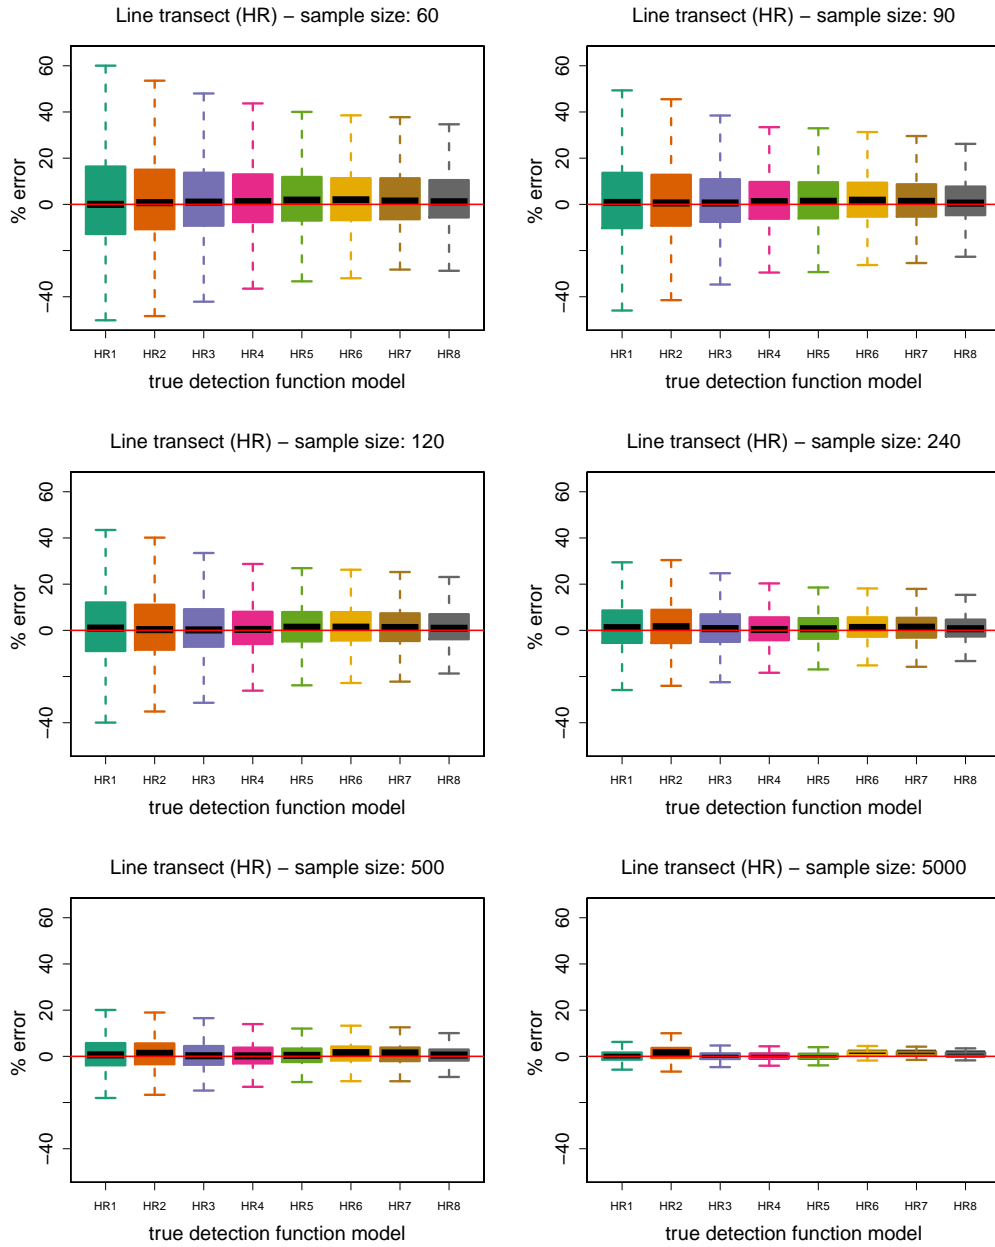 Line transect (HR) – sample size: 60
% error
60
40
20
0
−40
HR1 HR2 HR3 HR4 HR5 HR6 HR7 HR8
true detection function model
Line transect (HR) – sample size: 90
% error
60
40
20
0
−40
HR1 HR2 HR3 HR4 HR5 HR6 HR7 HR8
true detection function model
Line transect (HR) – sample size: 120
% error
60
40
20
0
−40
HR1 HR2 HR3 HR4 HR5 HR6 HR7 HR8
true detection function model
Line transect (HR) – sample size: 240
% error
60
40
20
0
−40
HR1 HR2 HR3 HR4 HR5 HR6 HR7 HR8
true detection function model
Line transect (HR) – sample size: 500
% error
60
40
20
0
−40
HR1 HR2 HR3 HR4 HR5 HR6 HR7 HR8
true detection function model
Line transect (HR) – sample size: 5000
% error
60
40
20
0
−40
HR1 HR2 HR3 HR4 HR5 HR6 HR7 HR8
true detection function model